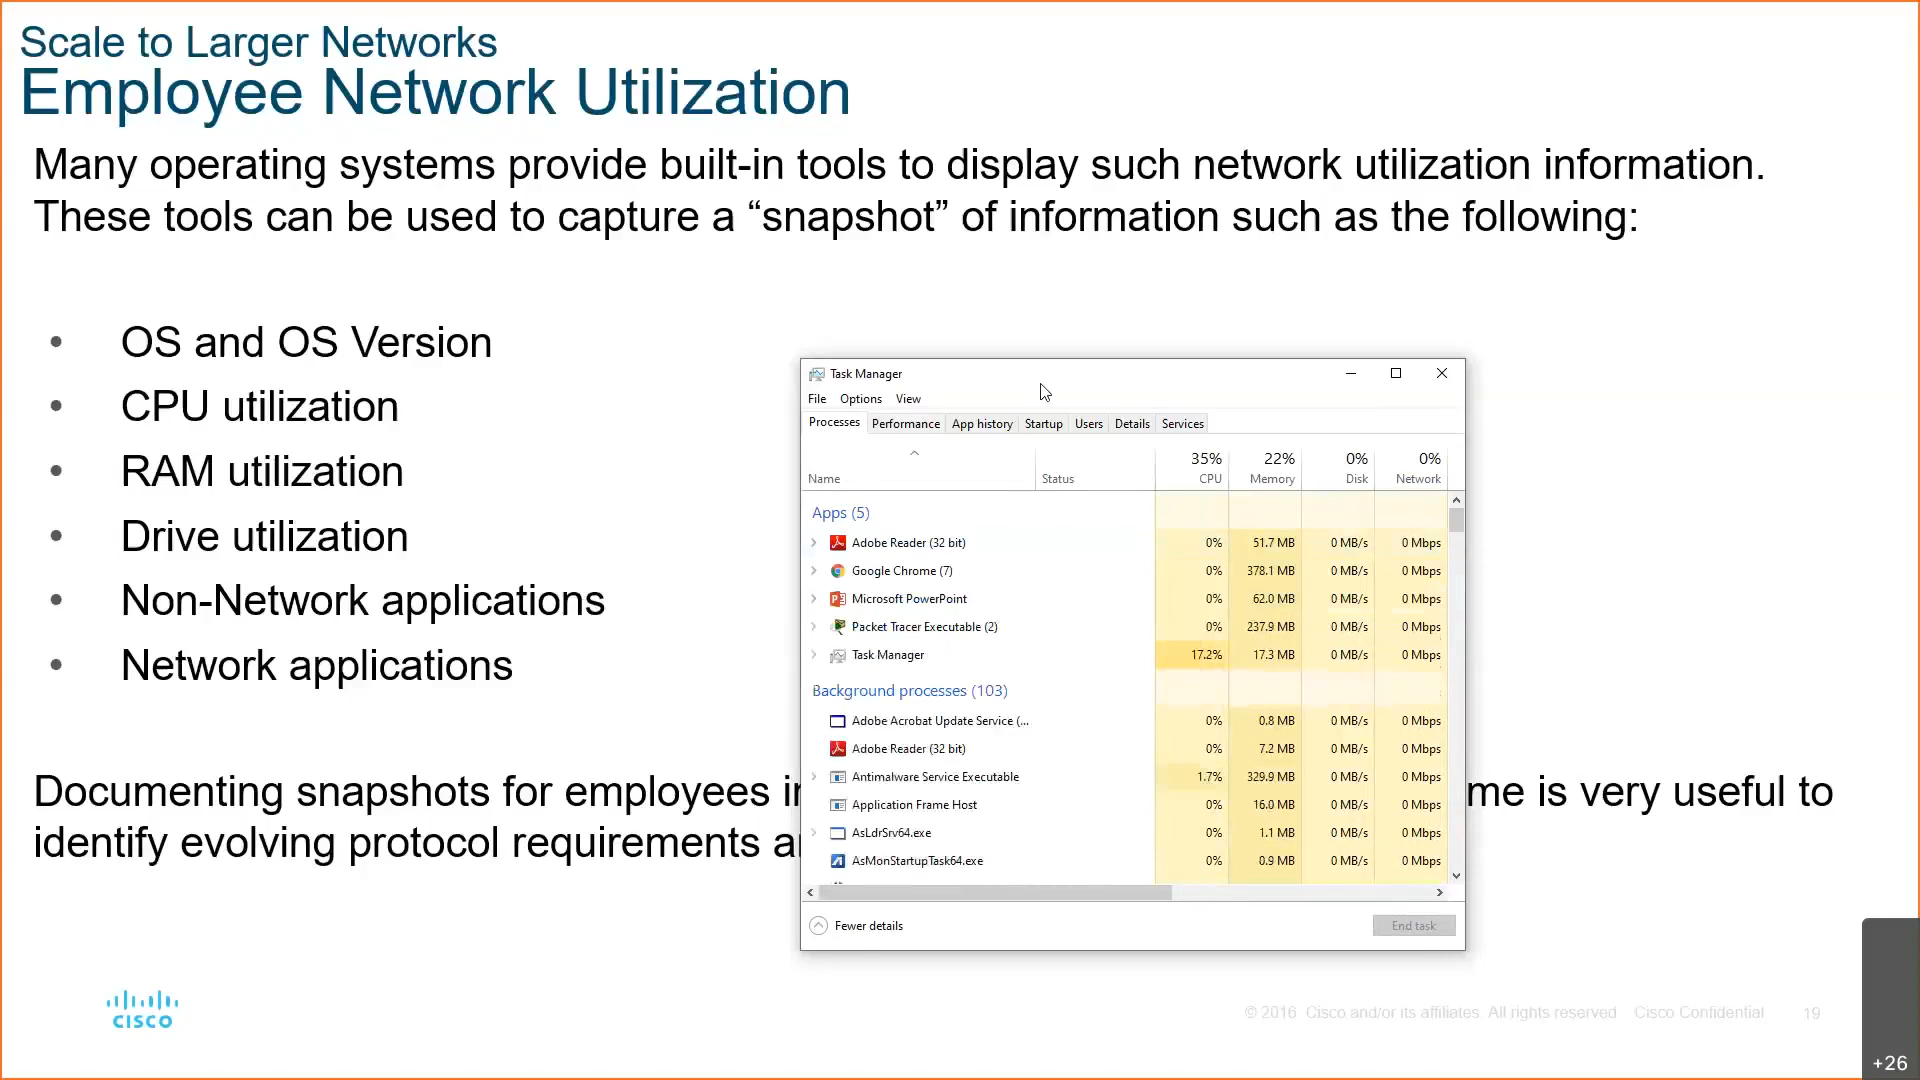 Scale to Larger Networks
Employee Network Utilization
Many operating systems provide built-in tools to display such network utilization information.
These tools can be used to capture a “snapshot” of information such as the following:
• OS and OS Version
• CPU utilization
• RAM utilization
• Drive utilization
• Non-Network applications
• Network applications
Documenting snapshots for employees in me is very useful to
identify evolving protocol requirements a
Task Manager
File Options View
Processes Performance App history Startup Users Details Services
35% 22% 0% 0%
Name Status CPU Memory Disk Network
Apps (5)
Adobe Reader (32 bit) 0% 51.7 MB 0 MB/s 0 Mbps
Google Chrome (7) 0% 378.1 MB 0 MB/s 0 Mbps
Microsoft PowerPoint 0% 62.0 MB 0 MB/s 0 Mbps
Packet Tracer Executable (2) 0% 237.9 MB 0 MB/s 0 Mbps
Task Manager 17.2% 17.3 MB 0 MB/s 0 Mbps
Background processes (103)
Adobe Acrobat Update Service (... 0% 0.8 MB 0 MB/s 0 Mbps
Adobe Reader (32 bit) 0% 7.2 MB 0 MB/s 0 Mbps
Antimalware Service Executable 1.7% 329.9 MB 0 MB/s 0 Mbps
Application Frame Host 0% 16.0 MB 0 MB/s 0 Mbps
AsLdrSrv64.exe 0% 1.1 MB 0 MB/s 0 Mbps
AsMonStartupTask64.exe 0% 0.9 MB 0 MB/s 0 Mbps
Fewer details End task
CISCO
© 2016 Cisco and/or its affiliates. All rights reserved. Cisco Confidential 19
+26